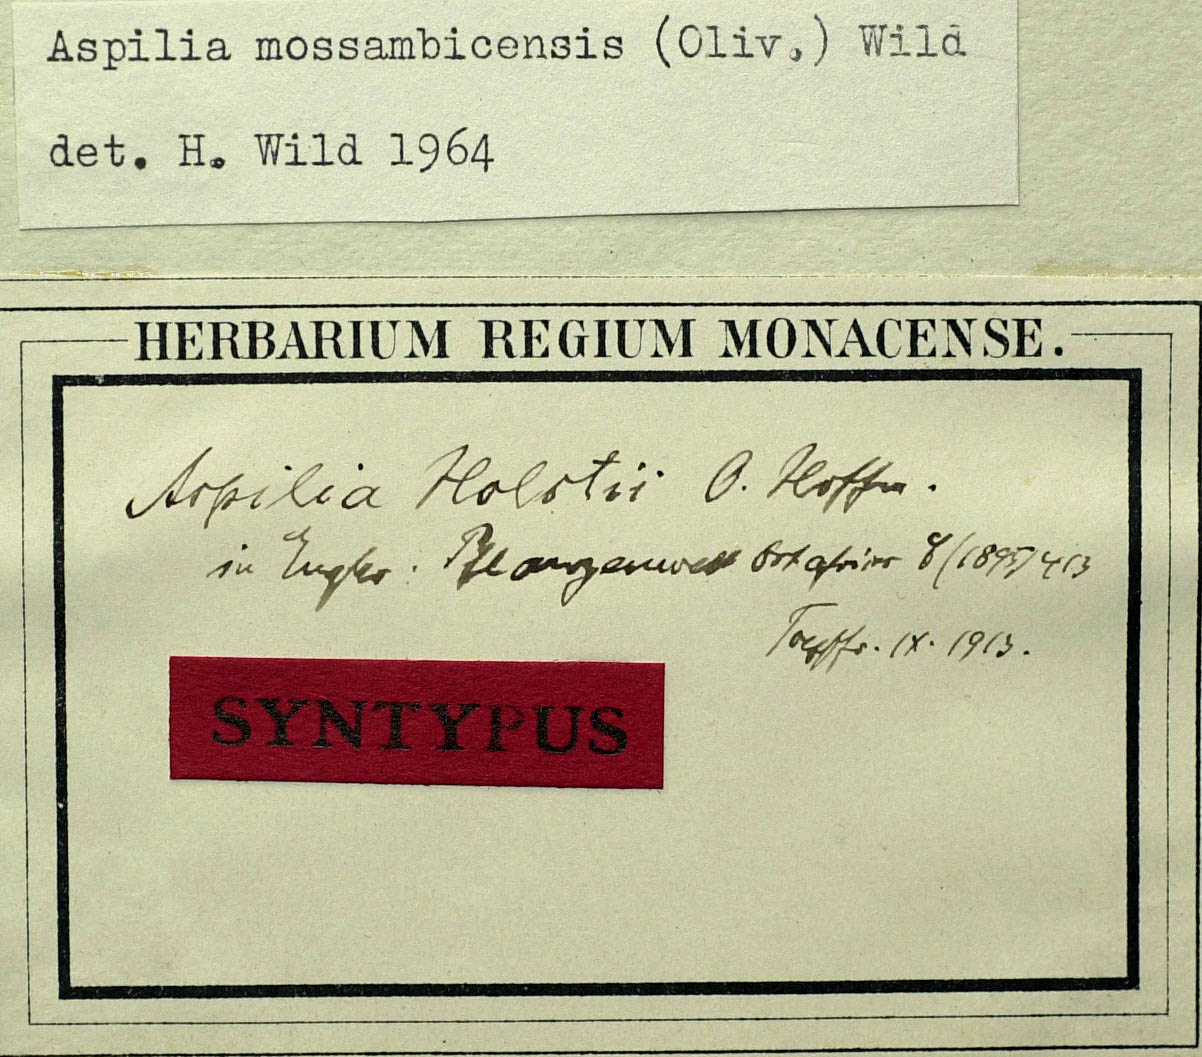 Aspilia mossambicensis (Oliv.) Wild
det. H. Wild 1964
HERBARIUM REGIUM MONACENSE.
Aspilia Holstii O. Hoffm.
in Engler. Pflanzenwelt Ostafrikas (1895) 413
IX. 1913.
SYNTYPUS